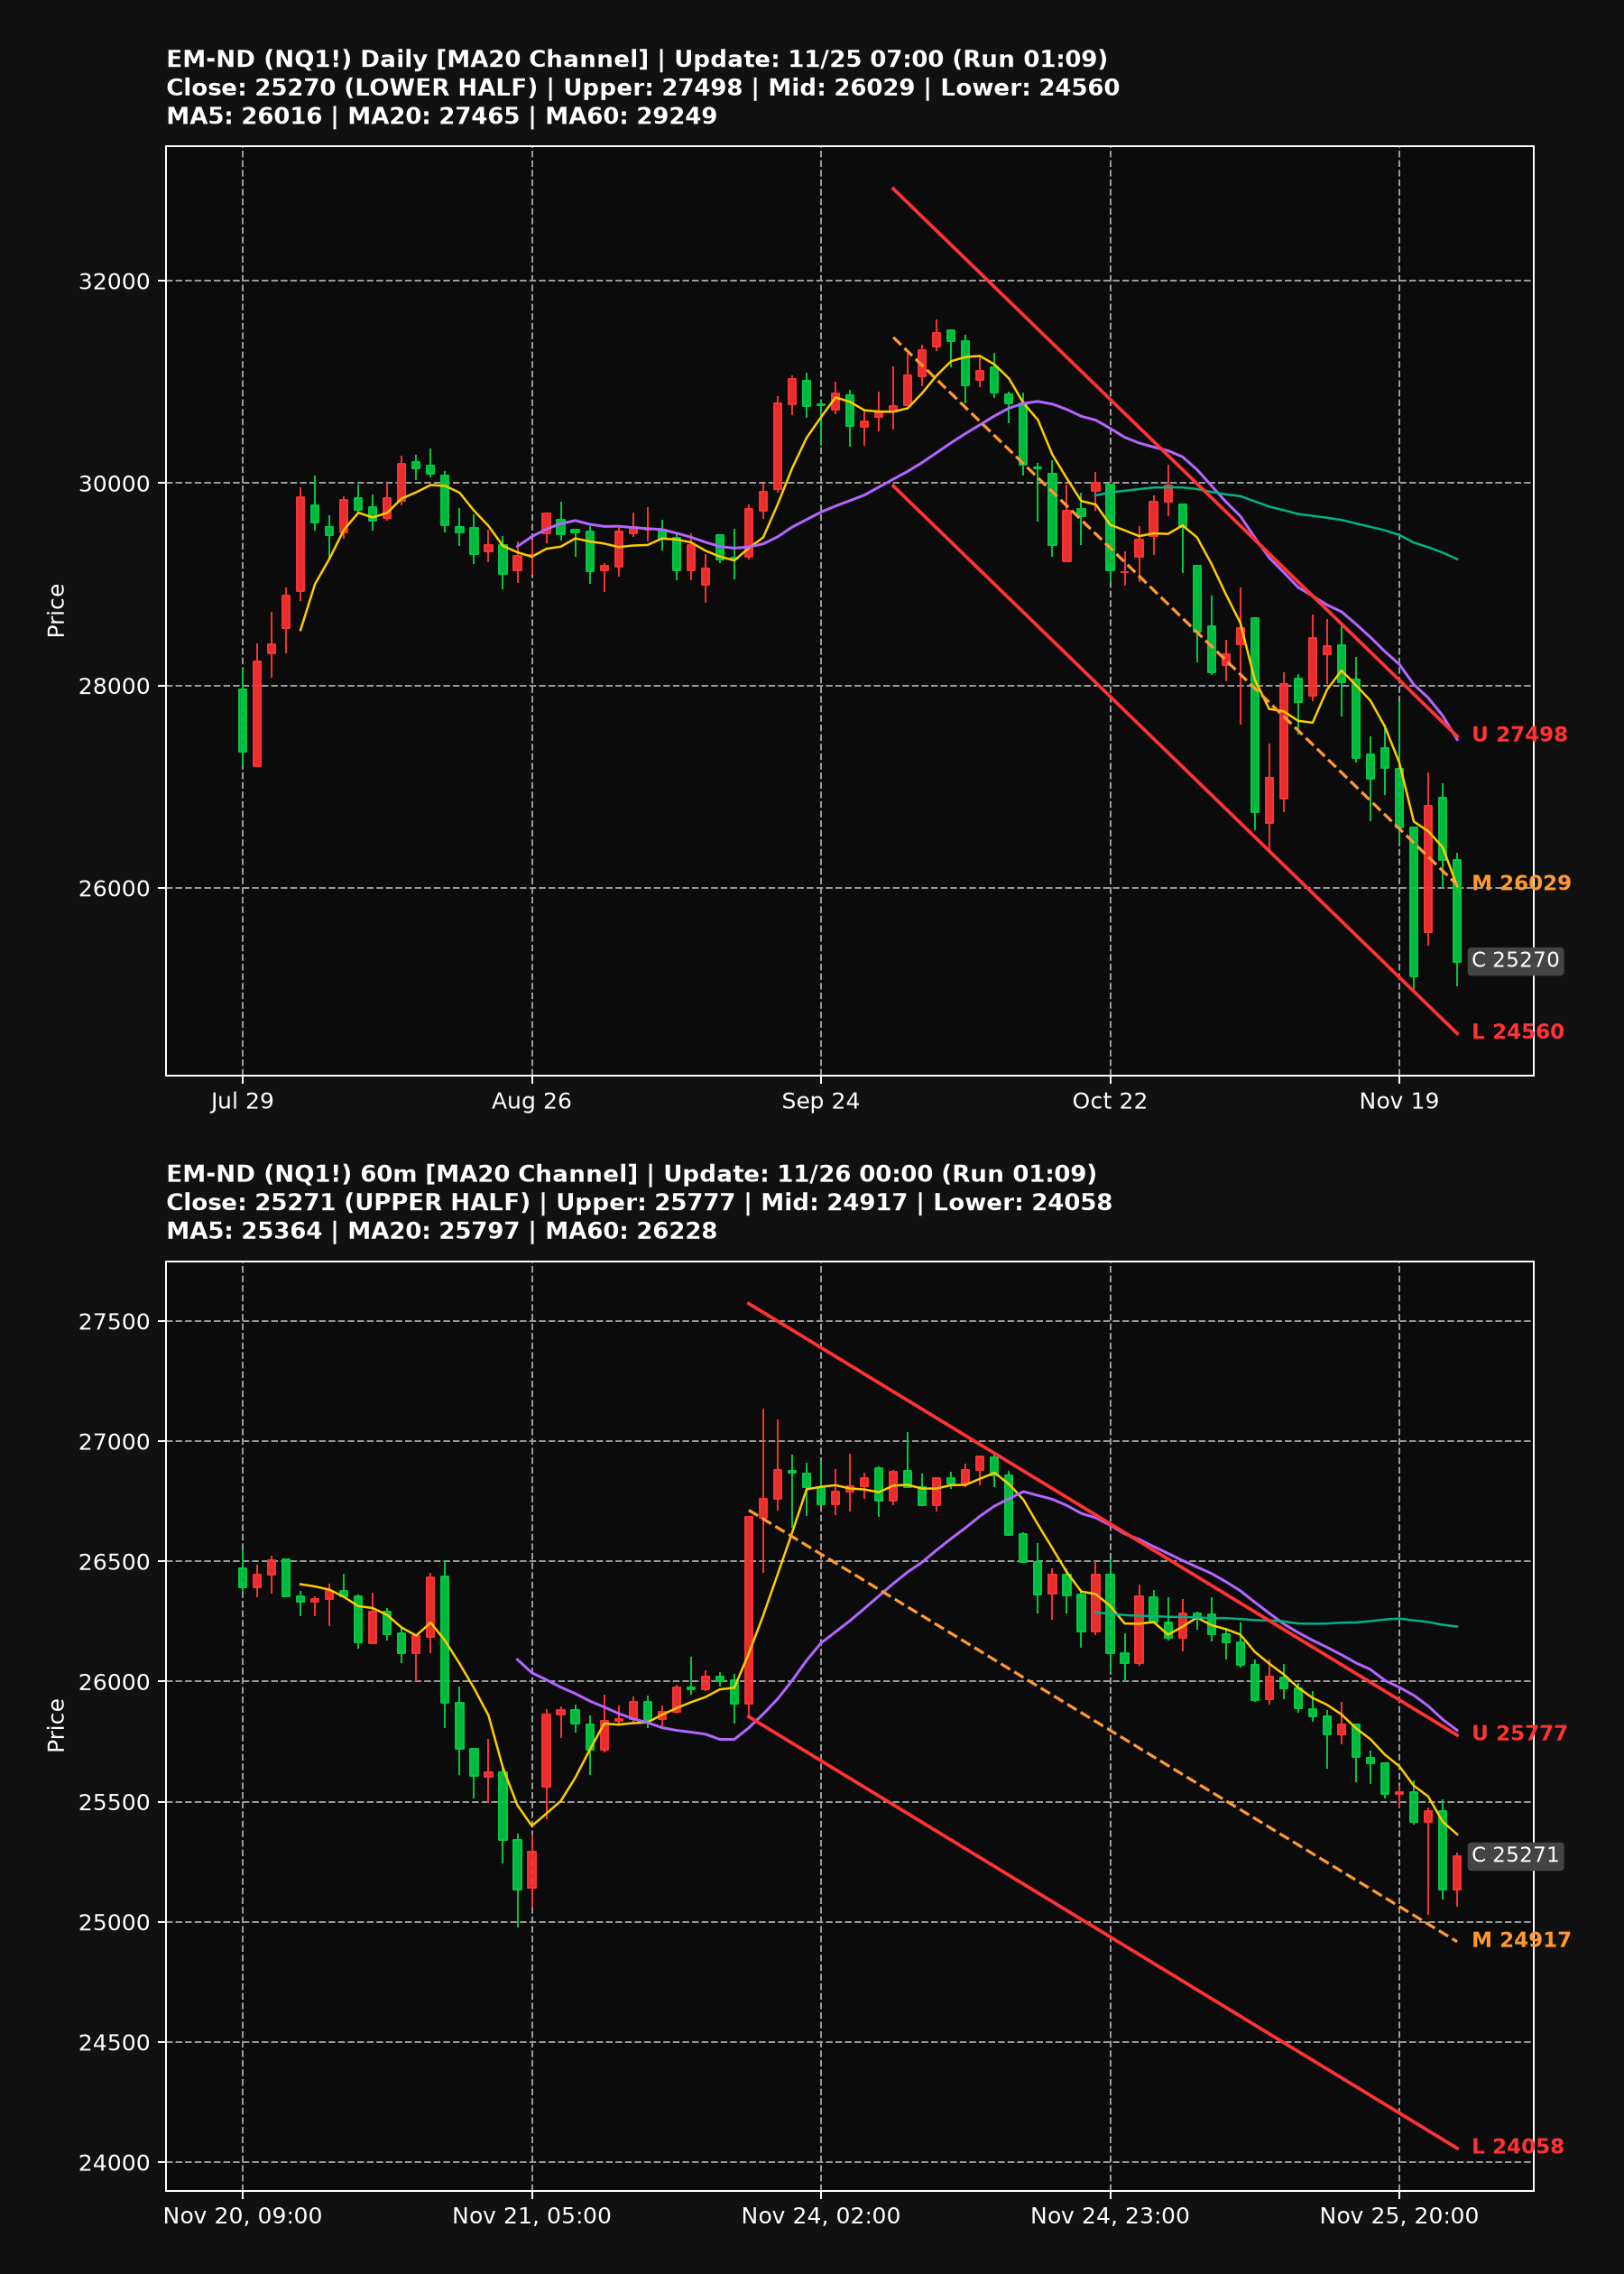 EM-ND (NQ1!) Daily [MA20 Channel] | Update: 11/25 07:00 (Run 01:09)
Close: 25270 (LOWER HALF) | Upper: 27498 | Mid: 26029 | Lower: 24560
MA5: 26016 | MA20: 27465 | MA60: 29249
32000
30000
28000
26000
Price
U 27498
M 26029
C 25270
L 24560
Jul 29
Aug 26
Sep 24
Oct 22
Nov 19
EM-ND (NQ1!) 60m [MA20 Channel] | Update: 11/26 00:00 (Run 01:09)
Close: 25271 (UPPER HALF) | Upper: 25777 | Mid: 24917 | Lower: 24058
MA5: 25364 | MA20: 25797 | MA60: 26228
27500
27000
26500
26000
25500
25000
24500
24000
Price
U 25777
C 25271
M 24917
L 24058
Nov 20, 09:00
Nov 21, 05:00
Nov 24, 02:00
Nov 24, 23:00
Nov 25, 20:00